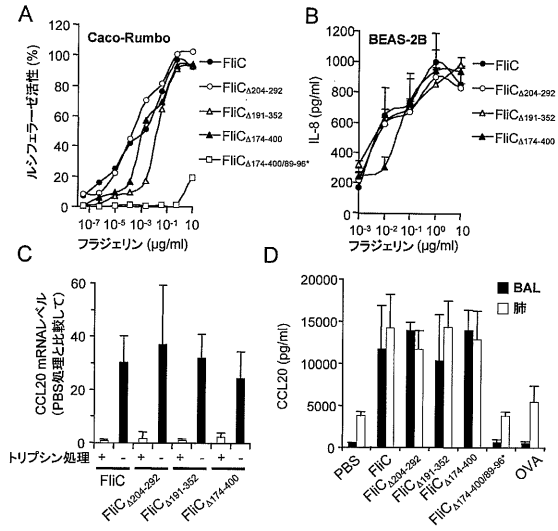 A
Caco-Rumbo
ルシフェラーゼ活性 (%)
120
100
80
60
40
20
0
10-7 10-5 10-3 10-1 10
フラジェリン (µg/ml)
FliC
FliCΔ204-292
FliCΔ191-352
FliCΔ174-400
FliCΔ174-400/89-96*
B
BEAS-2B
IL-8 (pg/ml)
1200
1000
800
600
400
200
0
10-3 10-2 10-1 100 10
フラジェリン (µg/ml)
FliC
FliCΔ204-292
FliCΔ191-352
FliCΔ174-400
C
CCL20 mRNAレベル
(PBS処理と比較して)
60
40
20
0
トリプシン処理 + - + - + - + -
FliC
FliCΔ204-292
FliCΔ191-352
FliCΔ174-400
D
BAL
肺
CCL20
(pg/ml)
20000
15000
10000
5000
0
PBS
FliC
FliCΔ204-292
FliCΔ191-352
FliCΔ174-400
FliCΔ174-400/89-96*
OVA